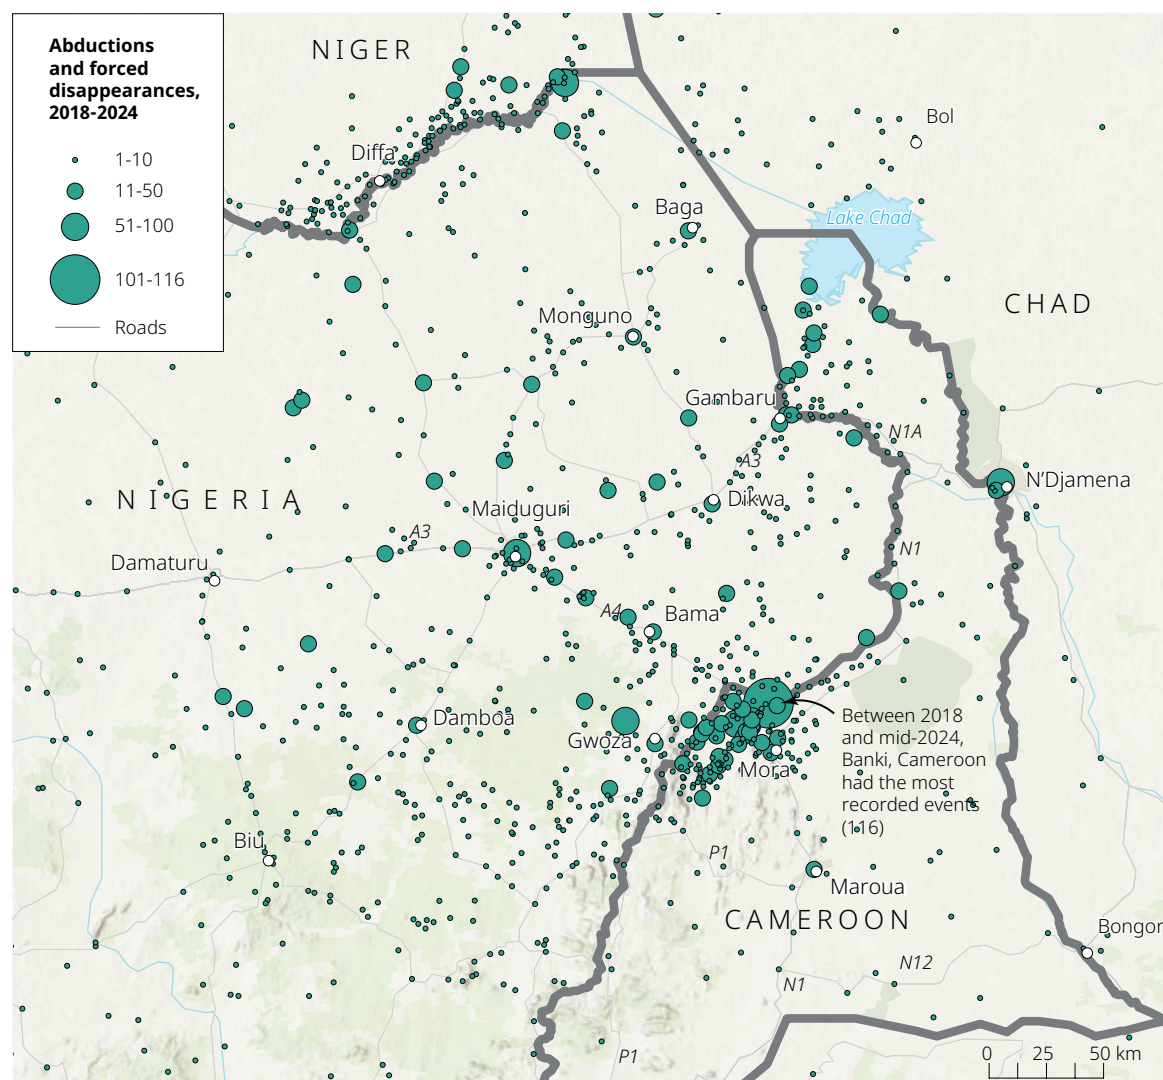 Abductions
and forced
disappearances,
2018-2024
1-10
11-50
51-100
101-116
Roads
NIGER
Bol
Diffa
Baga
Lake Chad
CHAD
Monguno
Gambaru
N1A
A3
N'Djamena
NIGERIA
Dikwa
Maiduguri
A3
N1
Damaturu
A4
Bama
Damboa
Gwoza
Between 2018
and mid-2024,
Banki, Cameroon
had the most
recorded events
(116)
Mora
Biu
P1
Maroua
CAMEROON
Bongor
N12
N1
P1
0 25 50 km